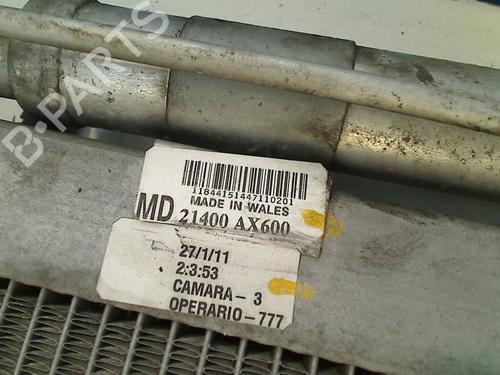 B-PARTS
11844151447110201
MADE IN WALES
MD 21400 AX600
27/1/11
2:3:53
CAMARA- 3
OPERARIO-777